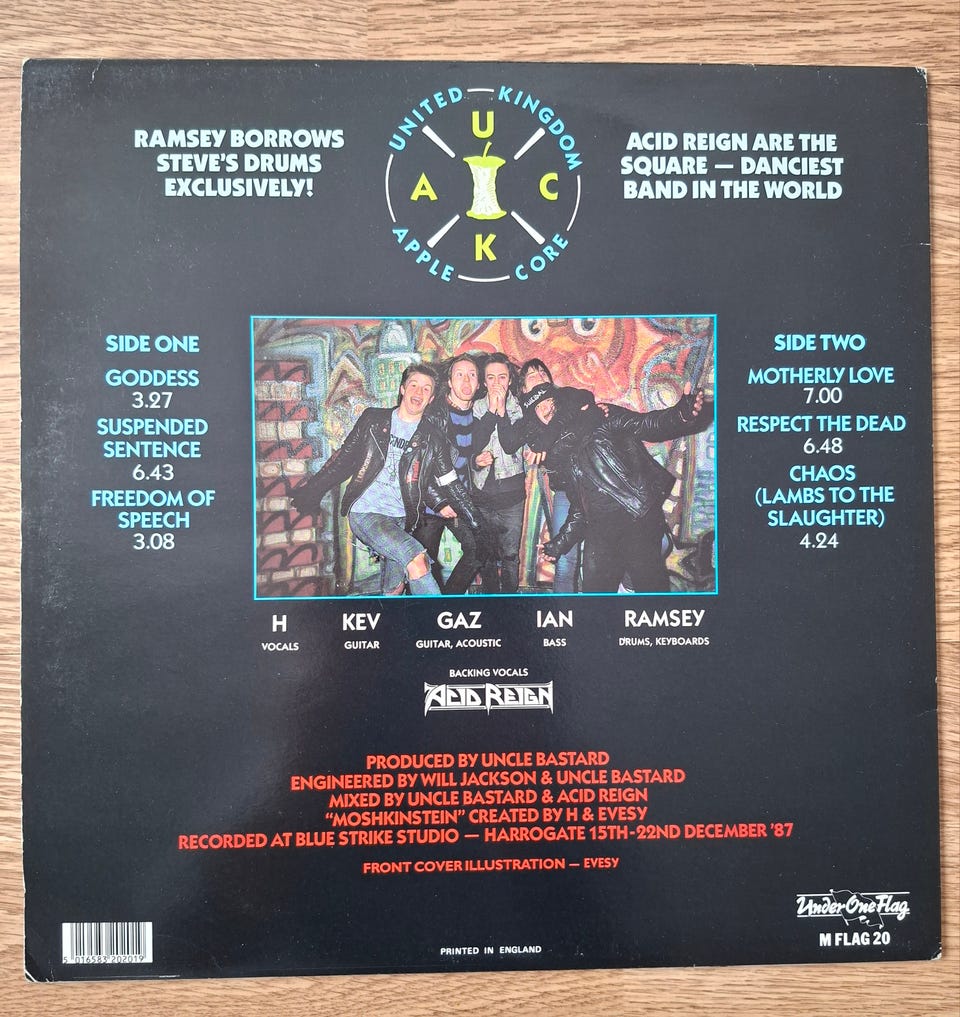 RAMSEY BORROWS
STEVE'S DRUMS
EXCLUSIVELY!
UNITED KINGDOM
U
A C
K
APPLE CORE
ACID REIGN ARE THE
SQUARE — DANCIEST
BAND IN THE WORLD
SIDE ONE
GODDESS
3.27
SUSPENDED
SENTENCE
6.43
FREEDOM OF
SPEECH
3.08
SUICIDAL
SIDE TWO
MOTHERLY LOVE
7.00
RESPECT THE DEAD
6.48
CHAOS
(LAMBS TO THE
SLAUGHTER)
4.24
H
VOCALS
KEV
GUITAR
GAZ
GUITAR, ACOUSTIC
IAN
BASS
RAMSEY
DRUMS, KEYBOARDS
BACKING VOCALS
ACID REIGN
PRODUCED BY UNCLE BASTARD
ENGINEERED BY WILL JACKSON & UNCLE BASTARD
MIXED BY UNCLE BASTARD & ACID REIGN
"MOSHKINSTEIN" CREATED BY H & EVESY
RECORDED AT BLUE STRIKE STUDIO — HARROGATE 15TH-22ND DECEMBER '87
FRONT COVER ILLUSTRATION — EVESY
Under One Flag
M FLAG 20
5 016583 202019
PRINTED IN ENGLAND